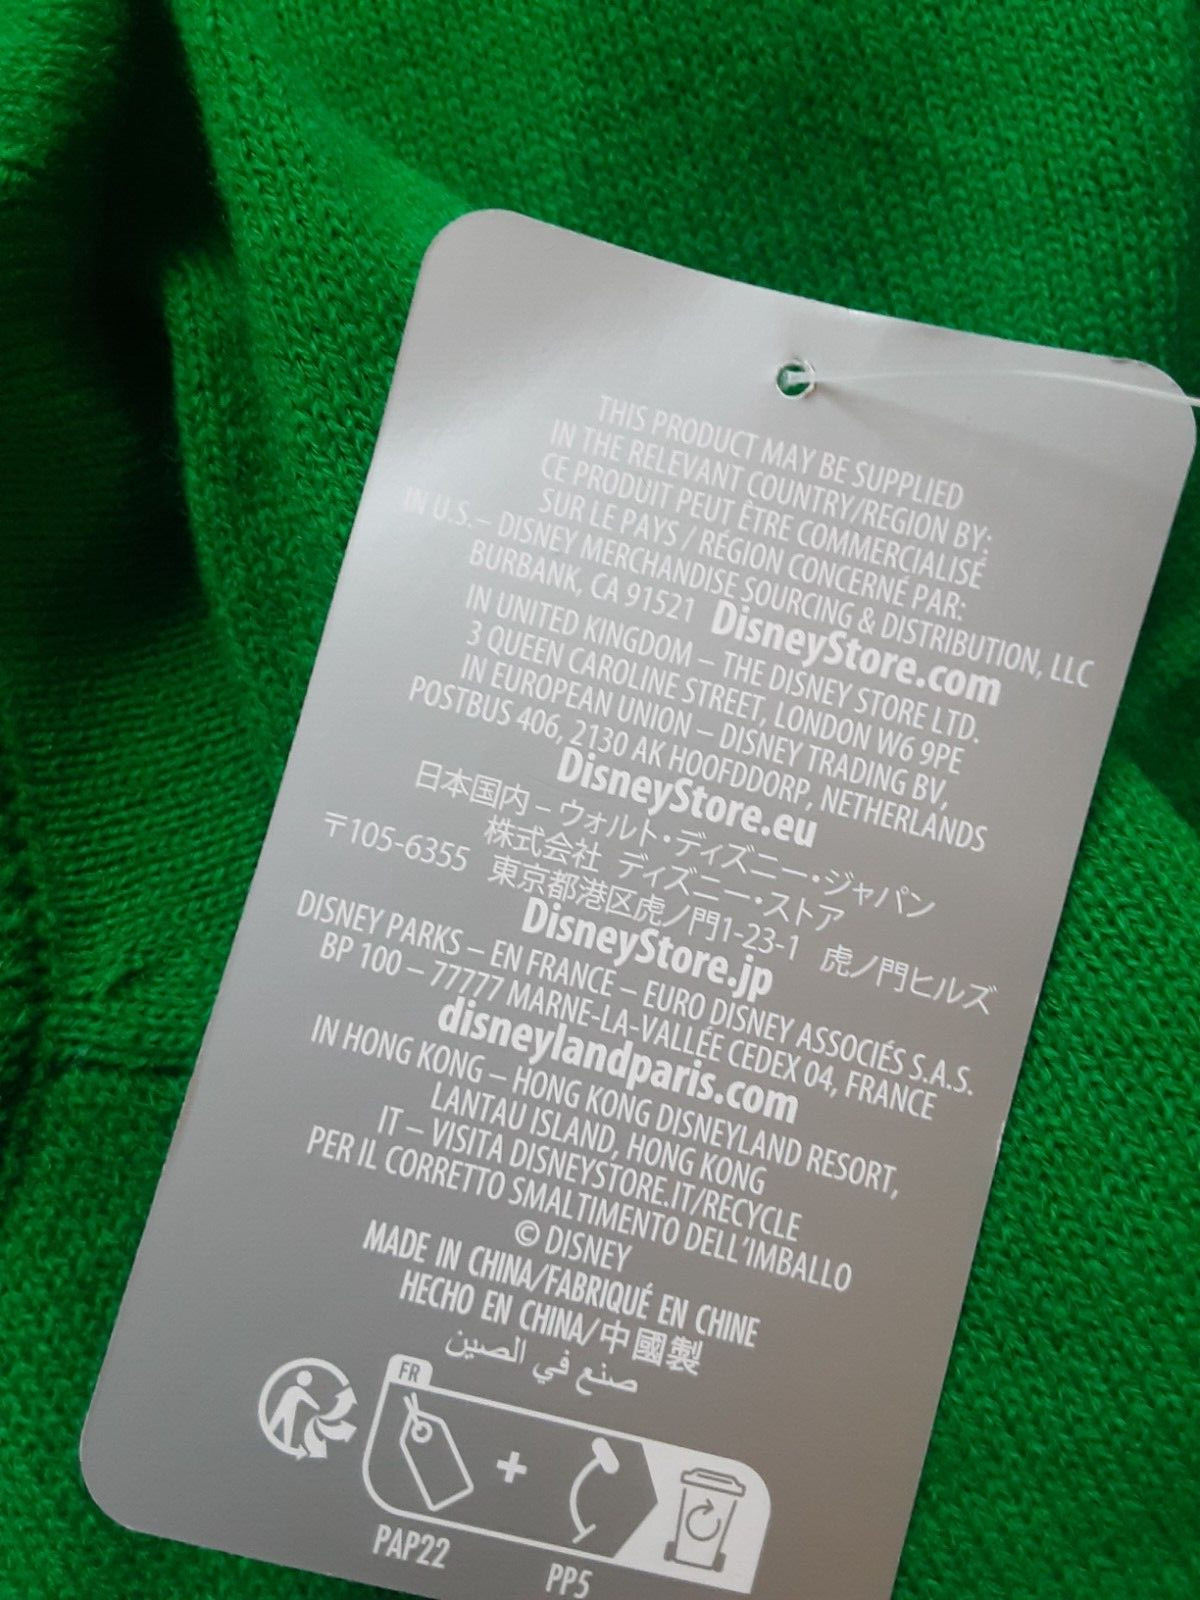 THIS PRODUCT MAY BE SUPPLIED
IN THE RELEVANT COUNTRY/REGION BY:
CE PRODUIT PEUT ÊTRE COMMERCIALISÉ
SUR LE PAYS / RÉGION CONCERNÉ PAR:
IN U.S.– DISNEY MERCHANDISE SOURCING & DISTRIBUTION, LLC
BURBANK, CA 91521 DisneyStore.com
IN UNITED KINGDOM – THE DISNEY STORE LTD.
3 QUEEN CAROLINE STREET, LONDON W6 9PE
IN EUROPEAN UNION – DISNEY TRADING BV,
POSTBUS 406, 2130 AK HOOFDDORP, NETHERLANDS
DisneyStore.eu
日本国内 – ウォルト・ディズニー・ジャパン
株式会社 ディズニー・ストア
〒105-6355 東京都港区虎ノ門1-23-1 虎ノ門ヒルズ
DisneyStore.jp
DISNEY PARKS – EN FRANCE – EURO DISNEY ASSOCIÉS S.A.S.
BP 100 – 77777 MARNE-LA-VALLÉE CEDEX 04, FRANCE
disneylandparis.com
IN HONG KONG – HONG KONG DISNEYLAND RESORT,
LANTAU ISLAND, HONG KONG
IT – VISITA DISNEYSTORE.IT/RECYCLE
PER IL CORRETTO SMALTIMENTO DELL'IMBALLO
© DISNEY
MADE IN CHINA/FABRIQUÉ EN CHINE
HECHO EN CHINA/中國製
صنع في الصين
FR
+
PAP22
PP5